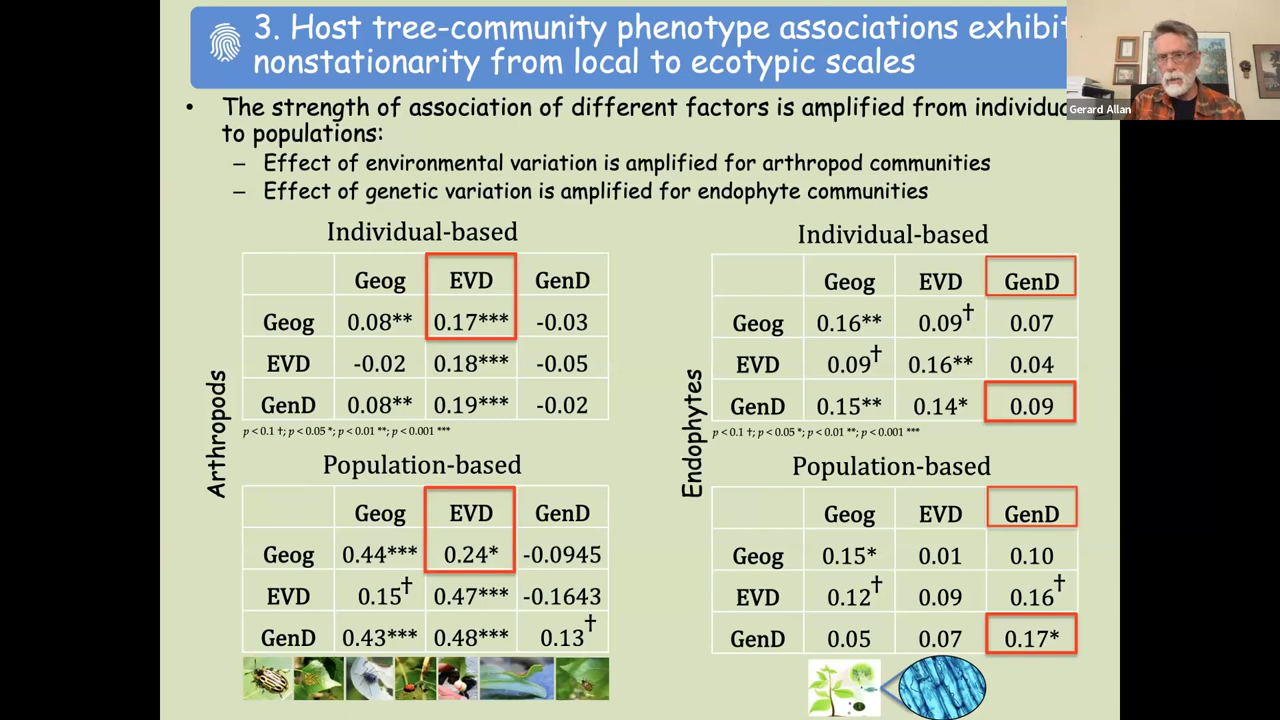 3. Host tree-community phenotype associations exhibit
nonstationarity from local to ecotypic scales
Gerard Allan
• The strength of association of different factors is amplified from
to populations:
– Effect of environmental variation is amplified for arthropod communities
– Effect of genetic variation is amplified for endophyte communities
Arthropods
Individual-based
Geog EVD GenD
Geog 0.08** 0.17*** -0.03
EVD -0.02 0.18*** -0.05
GenD 0.08** 0.19*** -0.02
p < 0.1 †; p < 0.05 *; p < 0.01 **; p < 0.001 ***
Population-based
Geog EVD GenD
Geog 0.44*** 0.24* -0.0945
EVD 0.15† 0.47*** -0.1643
GenD 0.43*** 0.48*** 0.13†
Endophytes
Individual-based
Geog EVD GenD
Geog 0.16** 0.09† 0.07
EVD 0.09† 0.16** 0.04
GenD 0.15** 0.14* 0.09
p < 0.1 †; p < 0.05 *; p < 0.01 **; p < 0.001 ***
Population-based
Geog EVD GenD
Geog 0.15* 0.01 0.10
EVD 0.12† 0.09 0.16†
GenD 0.05 0.07 0.17*